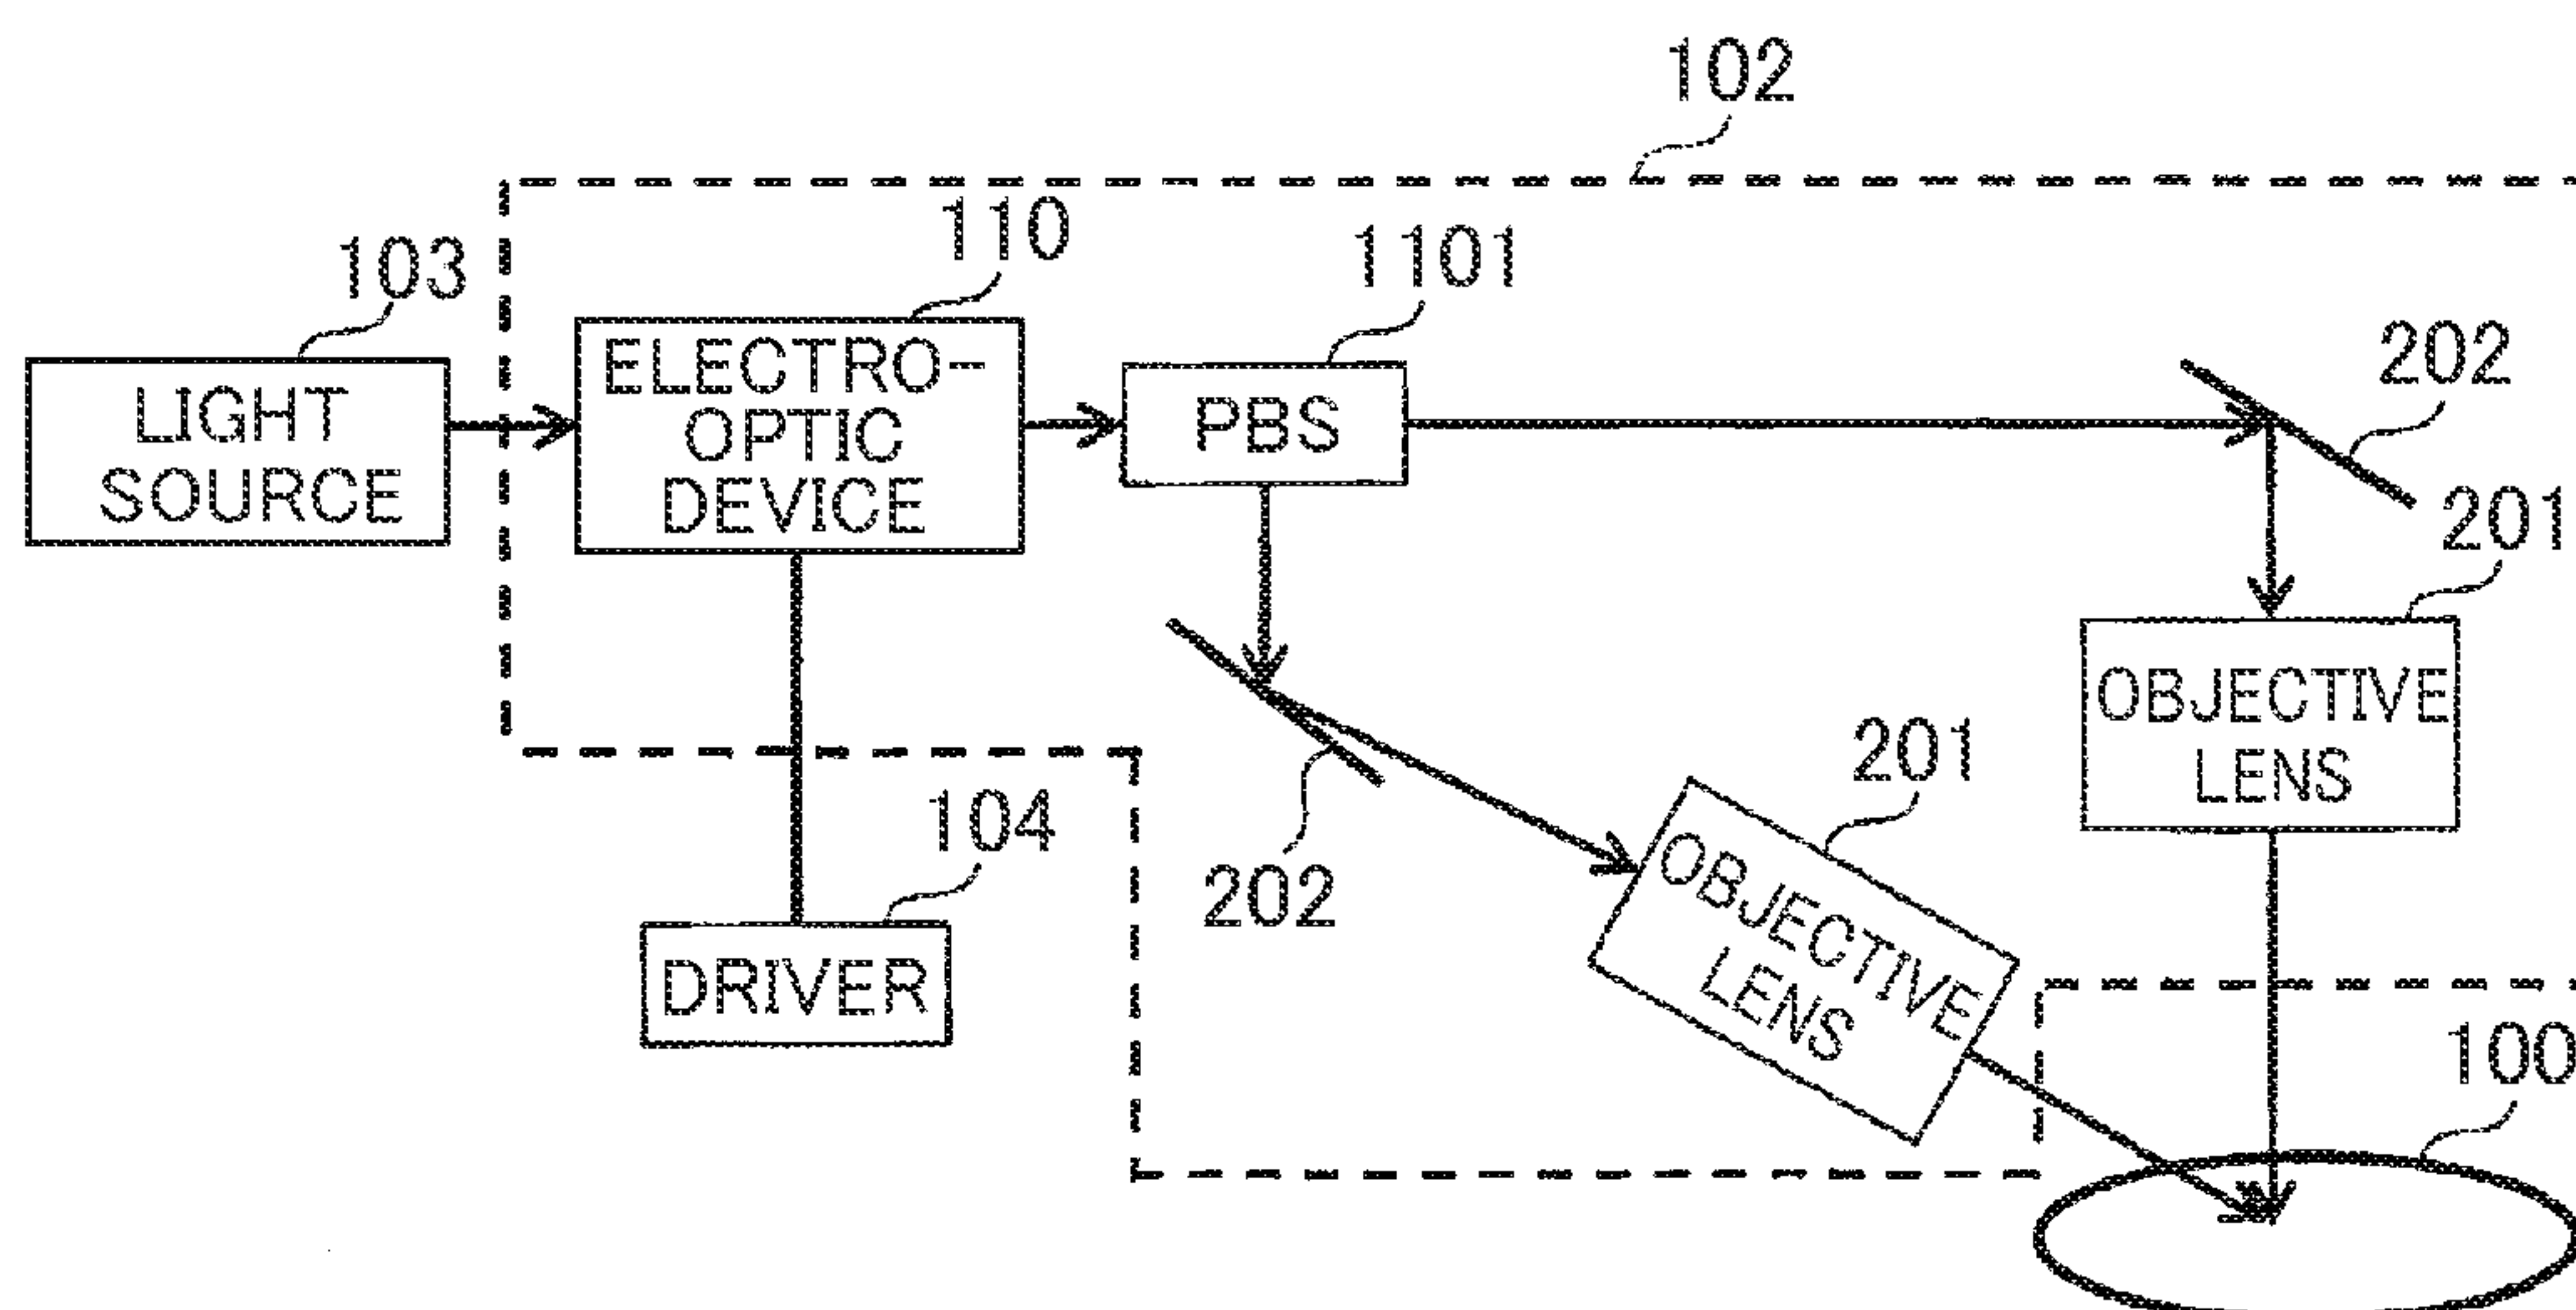 102
110
1101
103
ELECTRO-
OPTIC
DEVICE
LIGHT
SOURCE
PBS
202
201
OBJECTIVE
LENS
201
OBJECTIVE
LENS
202
104
DRIVER
100